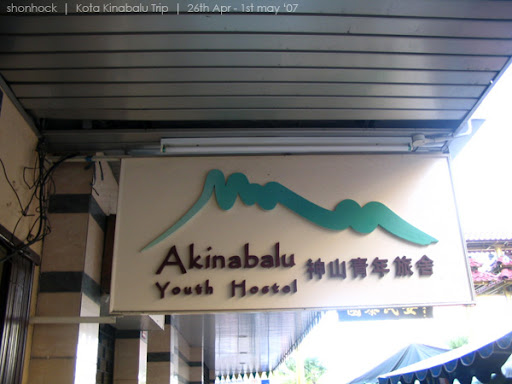 shonhock | Kota Kinabalu Trip | 26th Apr - 1st may '07
Akinabalu 神山青年旅舍
Youth Hostel